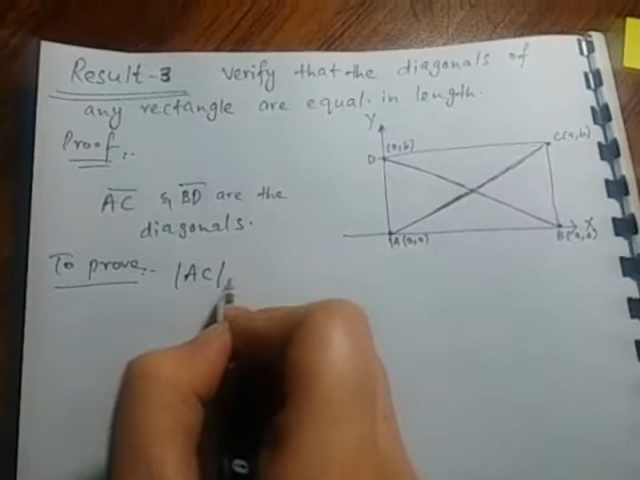 Result-3 Verify that the diagonals of
any rectangle are equal in length.
Proof:.
Y
D (0,b)
C(a,b)
AC & BD are the
diagonals.
A(0,0)
X
B(a,0)
To prove:. |AC|